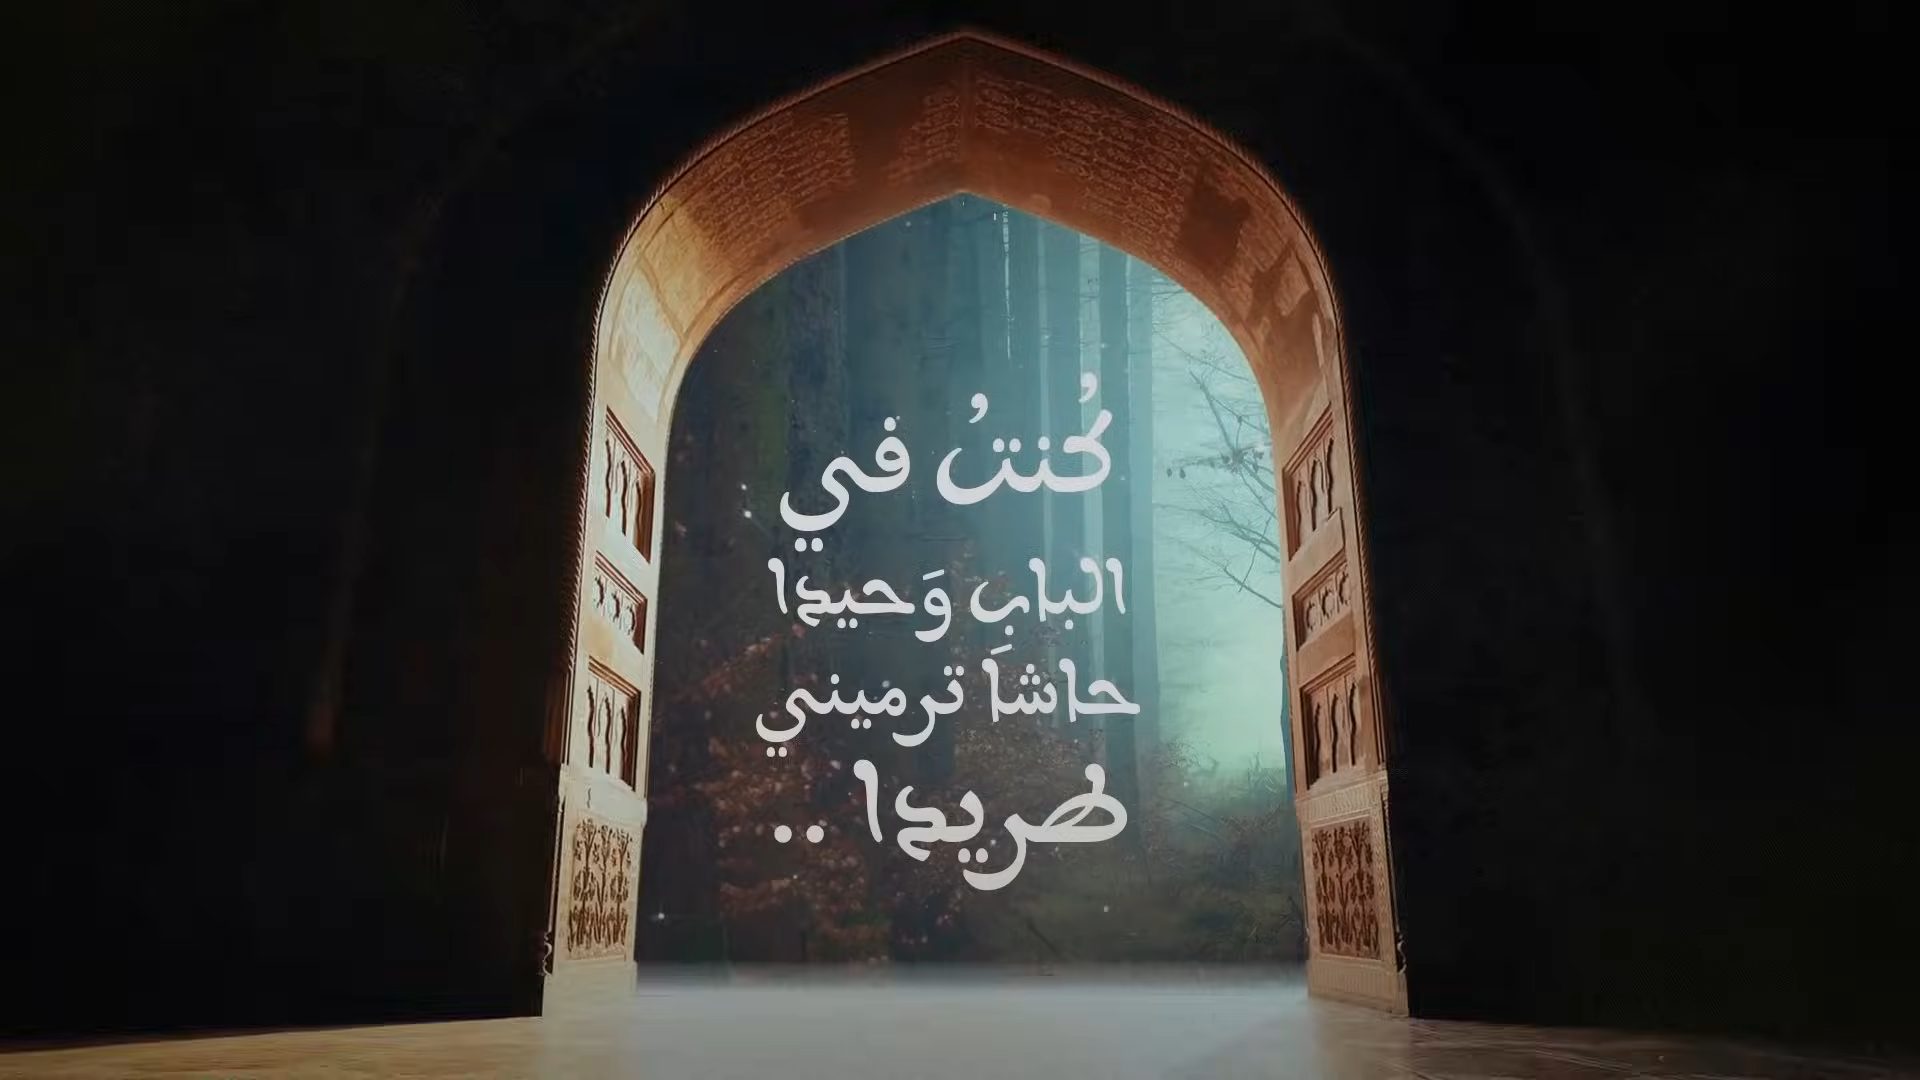 كُنتُ في
البابِ وَحيدا
حاشاَ ترميني
طريدا ..